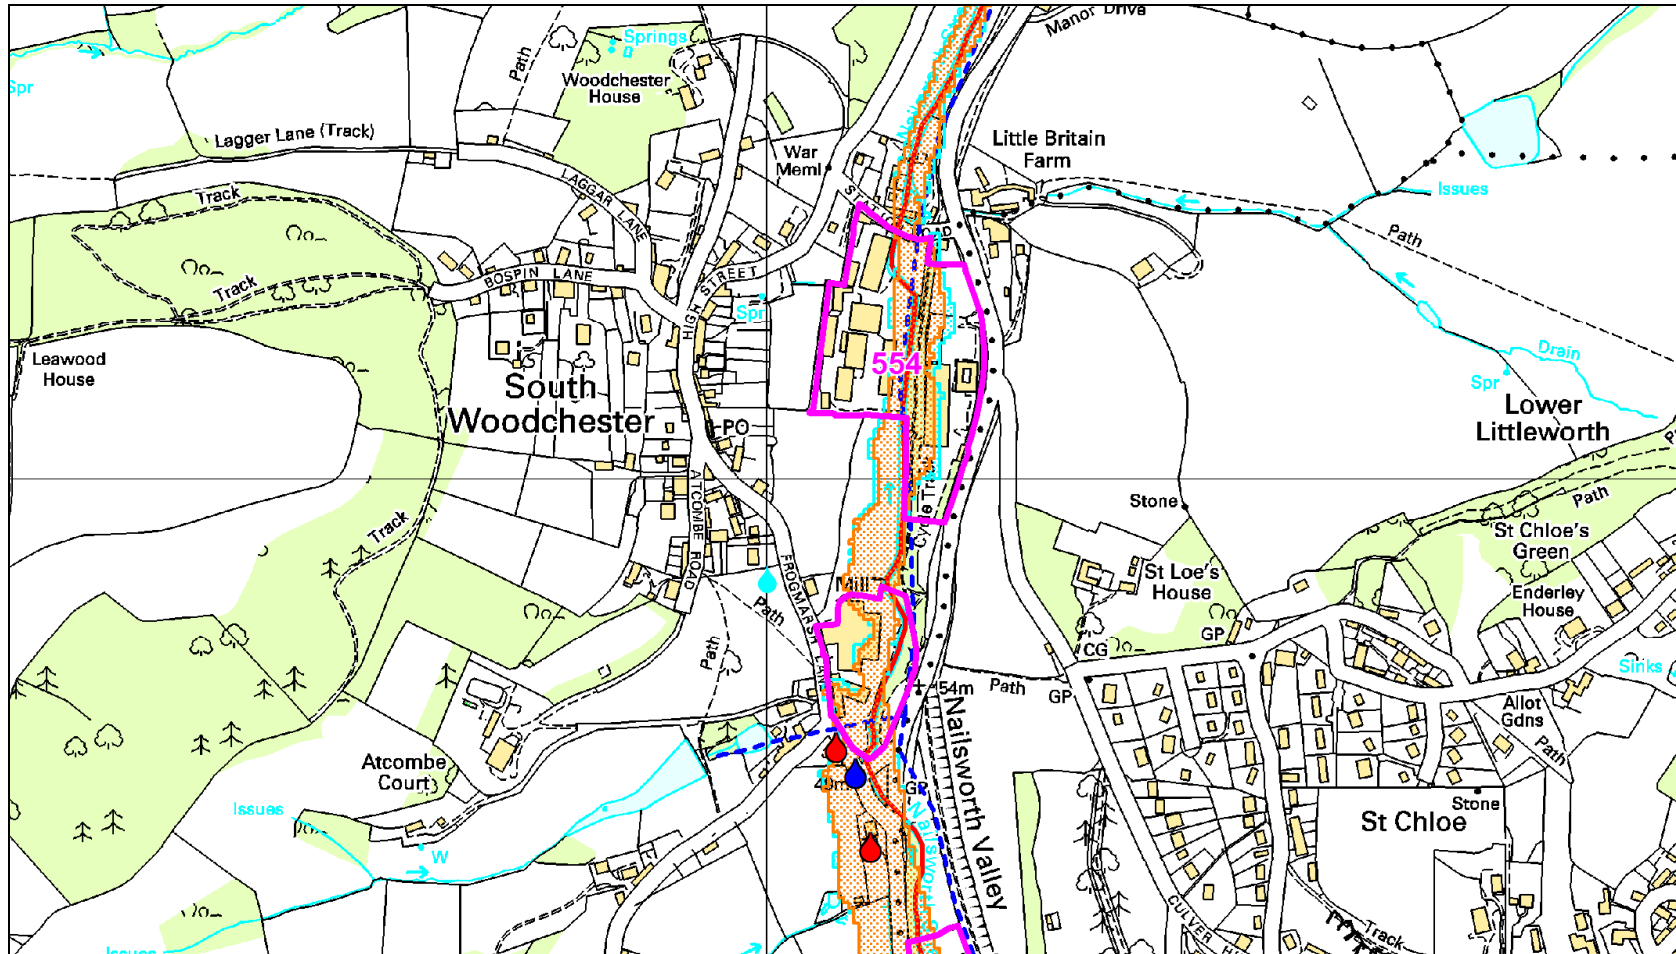 Manor Drive
Springs
Path
Spr
Woodchester
House
Lagger Lane (Track)
War
Meml
Little Britain
Farm
Issues
Track
LAGGAR LANE
Path
Track
BOSPIN LANE
HIGH STREET
Spr
Leawood
House
554
Drain
Spr
South
Woodchester
Lower
Littleworth
PO
Stone
Path
Cycle Track
ATCOMBE ROAD
Track
St Chloe's
Green
FROGMARSH LANE
Mill
St Loe's
House
Enderley
House
Path
GP
Path
CG
Sinks
54m
Path
GP
Nailsworth Valley
Allot
Gdns
Path
Atcombe
Court
Issues
GP
Stone
St Chloe
W
Nailsworth
CULVER H
Track
Issues